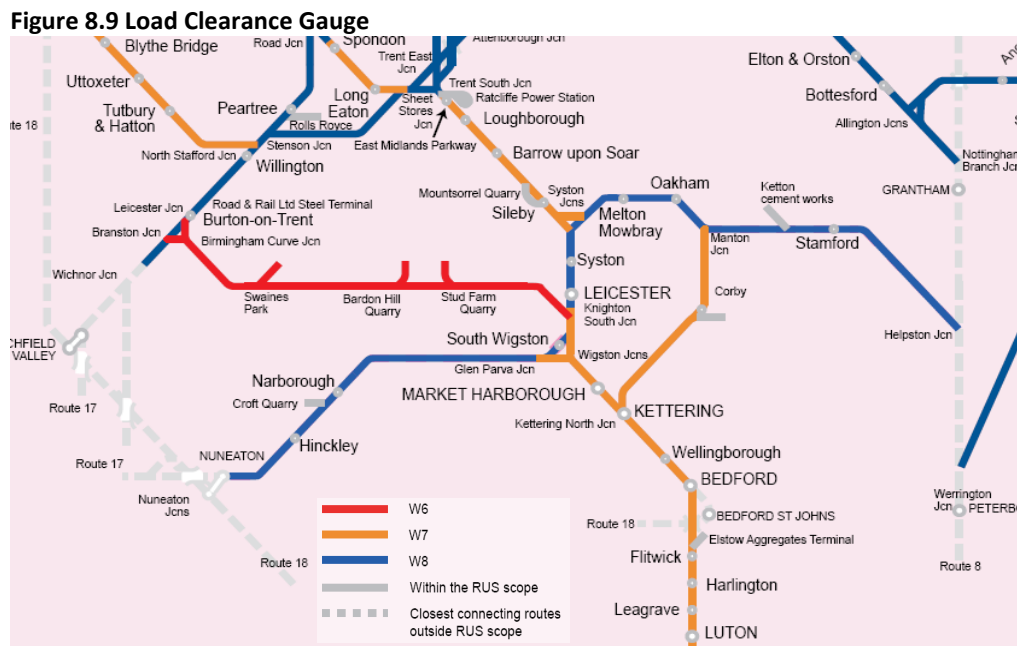 Figure 8.9 Load Clearance Gauge
Blythe Bridge
Road Jcn
Spondon
Attenborough Jcn
Trent East
Jcn
Elton & Orston
Uttoxeter
Trent South Jcn
Bottesford
Tutbury
& Hatton
Peartree
Long
Eaton
Sheet
Stores
Jcn
Ratcliffe Power Station
Loughborough
Allington Jcns
Rolls Royce
Stenson Jcn
East Midlands Parkway
North Stafford Jcn
Willington
Barrow upon Soar
Nottingham
Branch Jcn
Mountsorrel Quarry
Syston
Jcns
Oakham
Ketton
cement works
GRANTHAM
Leicester Jcn
Road & Rail Ltd Steel Terminal
Sileby
Melton
Mowbray
Burton-on-Trent
Branston Jcn
Birmingham Curve Jcn
Manton
Jcn
Stamford
Wichnor Jcn
Syston
Swaines
Park
Bardon Hill
Quarry
Stud Farm
Quarry
LEICESTER
Knighton
South Jcn
Corby
Helpston Jcn
CHFIELD
VALLEY
South Wigston
Wigston Jcns
Glen Parva Jcn
Narborough
MARKET HARBOROUGH
Route 17
Croft Quarry
KETTERING
Kettering North Jcn
Hinckley
Wellingborough
Route 17
NUNEATON
BEDFORD
Nuneaton
Jcns
Werrington
Jcn
PETERBO
W6
BEDFORD ST JOHNS
Route 18
W7
Elstow Aggregates Terminal
Route 18
W8
Flitwick
Route 8
Within the RUS scope
Harlington
Closest connecting routes
outside RUS scope
Leagrave
LUTON